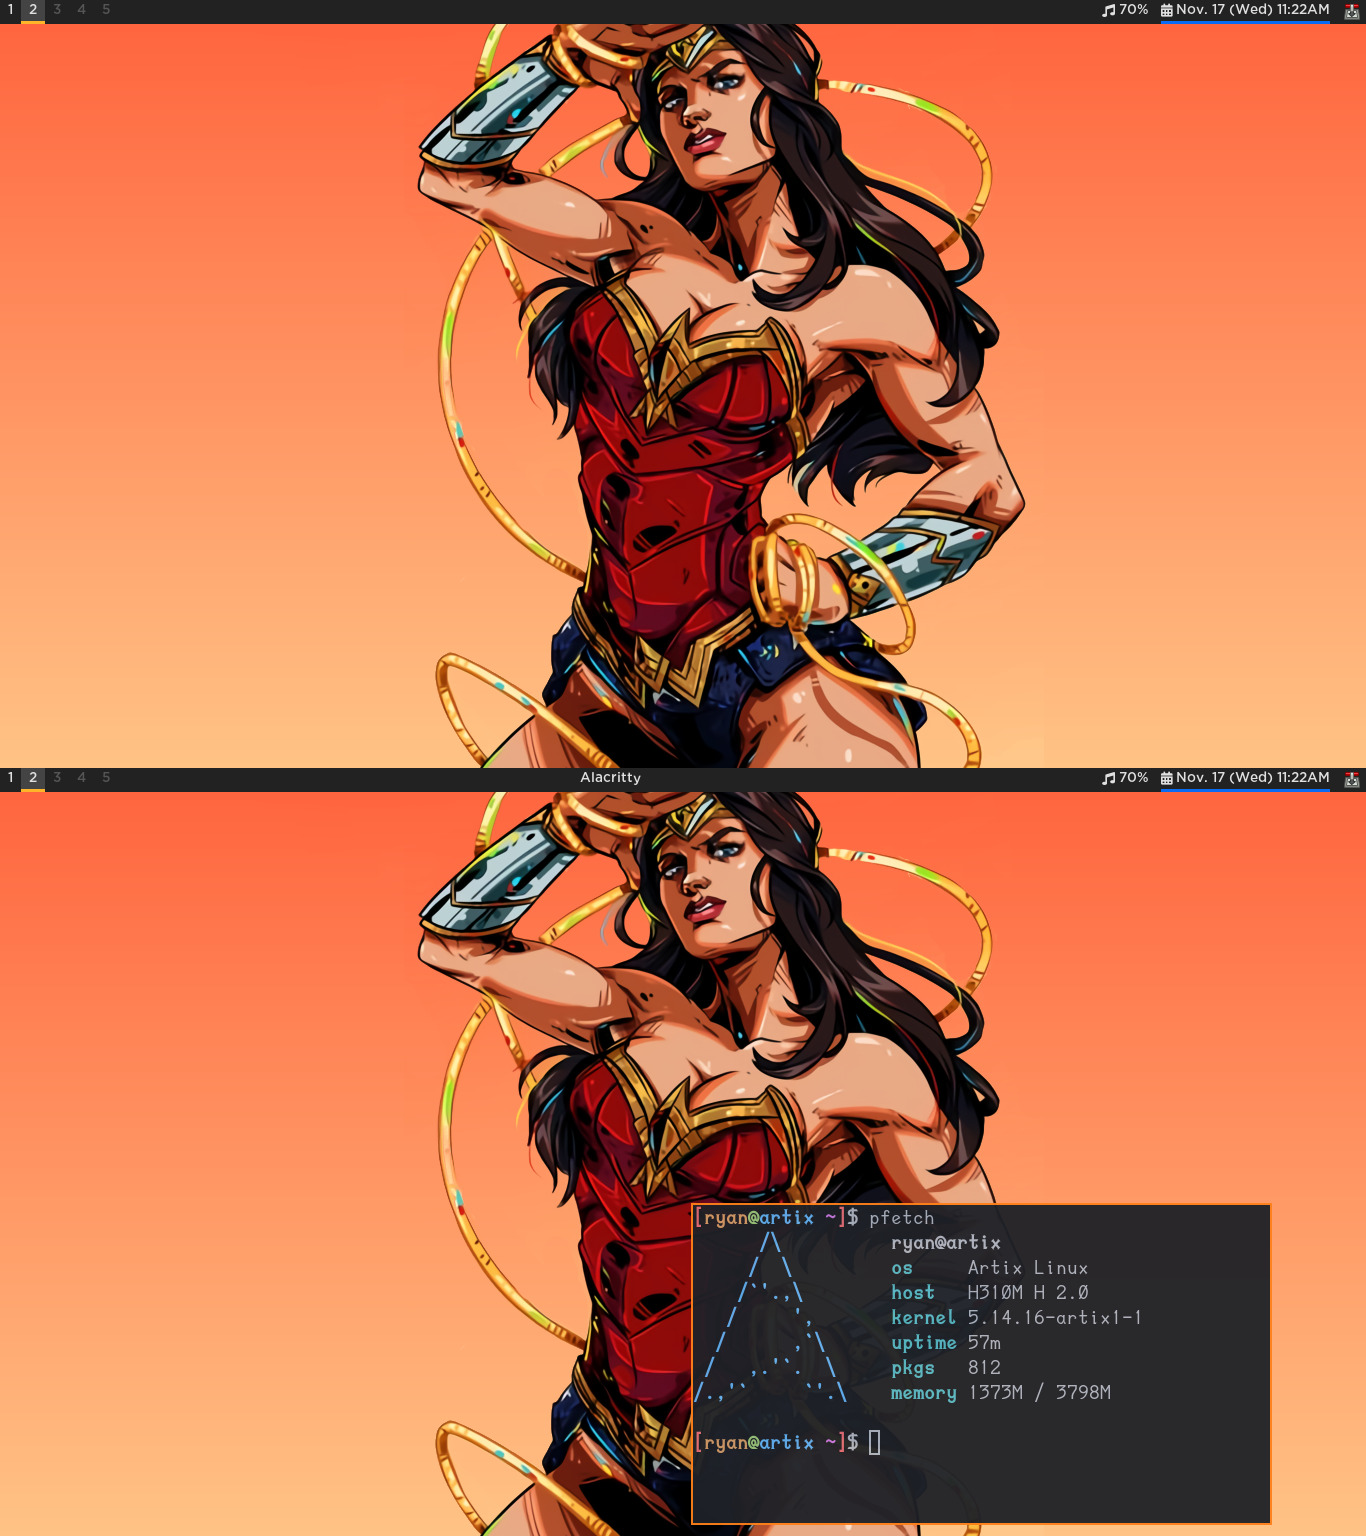 1 2 3 4 5 70% Nov. 17 (Wed) 11:22AM
1 2 3 4 5 Alacritty 70% Nov. 17 (Wed) 11:22AM
[ryan@artix ~]$ pfetch
ryan@artix
os Artix Linux
host H310M H 2.0
kernel 5.14.16-artix1-1
uptime 57m
pkgs 812
memory 1373M / 3798M
[ryan@artix ~]$